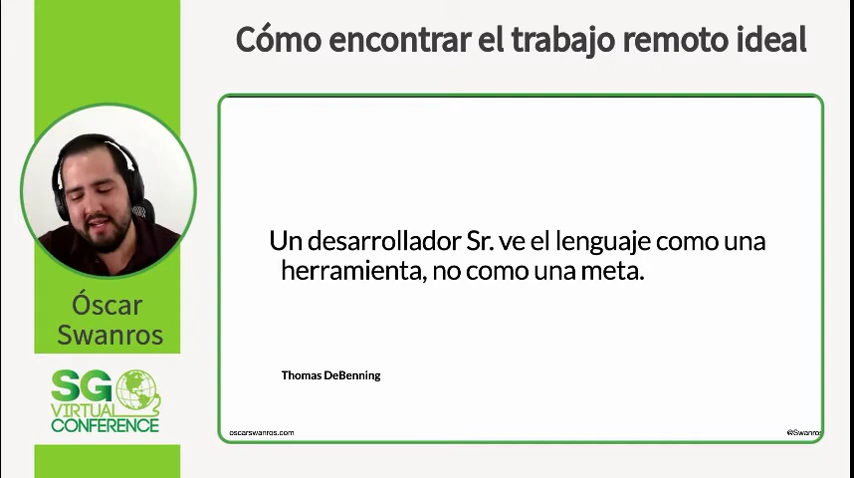 Cómo encontrar el trabajo remoto ideal
Un desarrollador Sr. ve el lenguaje como una
herramienta, no como una meta.
Thomas DeBenning
oscarswanros.com
@Swanros
Óscar
Swanros
SG
VIRTUAL
CONFERENCE